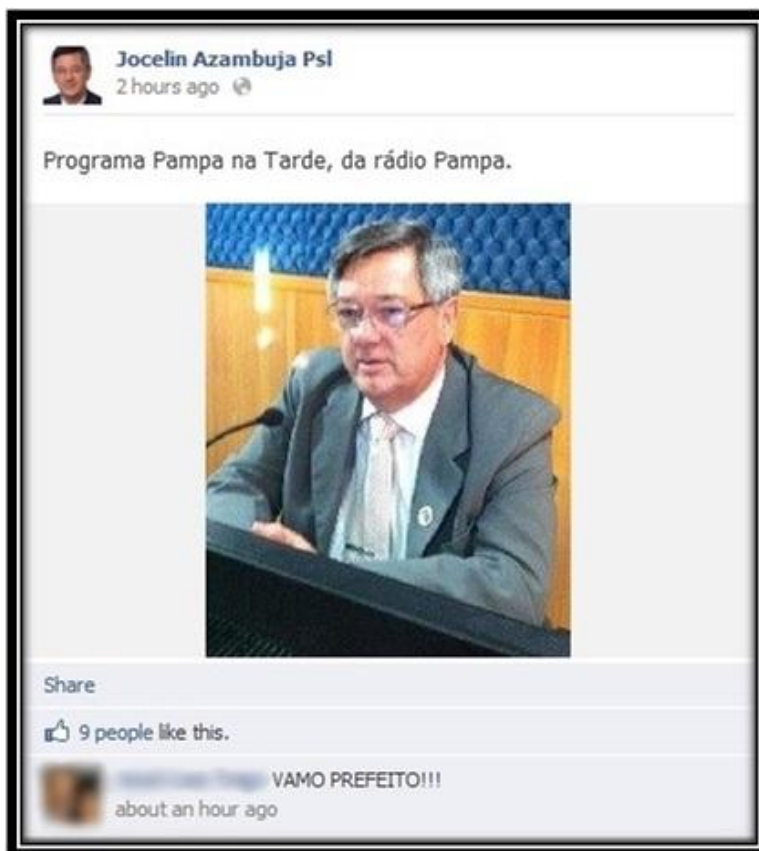 Jocelin Azambuja Psl
2 hours ago
Programa Pampa na Tarde, da rádio Pampa.
Share
9 people like this.
VAMO PREFEITO!!!
about an hour ago